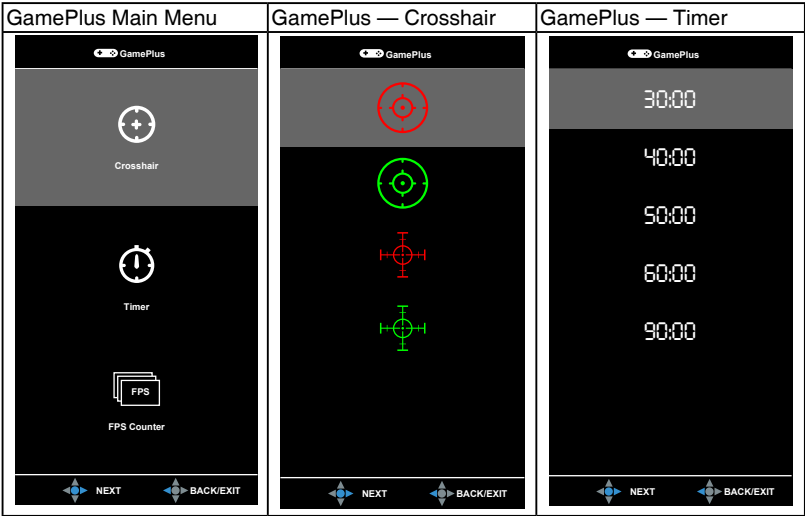 GamePlus Main Menu
GamePlus — Crosshair
GamePlus — Timer
GamePlus
Crosshair
Timer
FPS
FPS Counter
NEXT BACK/EXIT
GamePlus
NEXT BACK/EXIT
GamePlus
30:00
40:00
50:00
60:00
90:00
NEXT BACK/EXIT